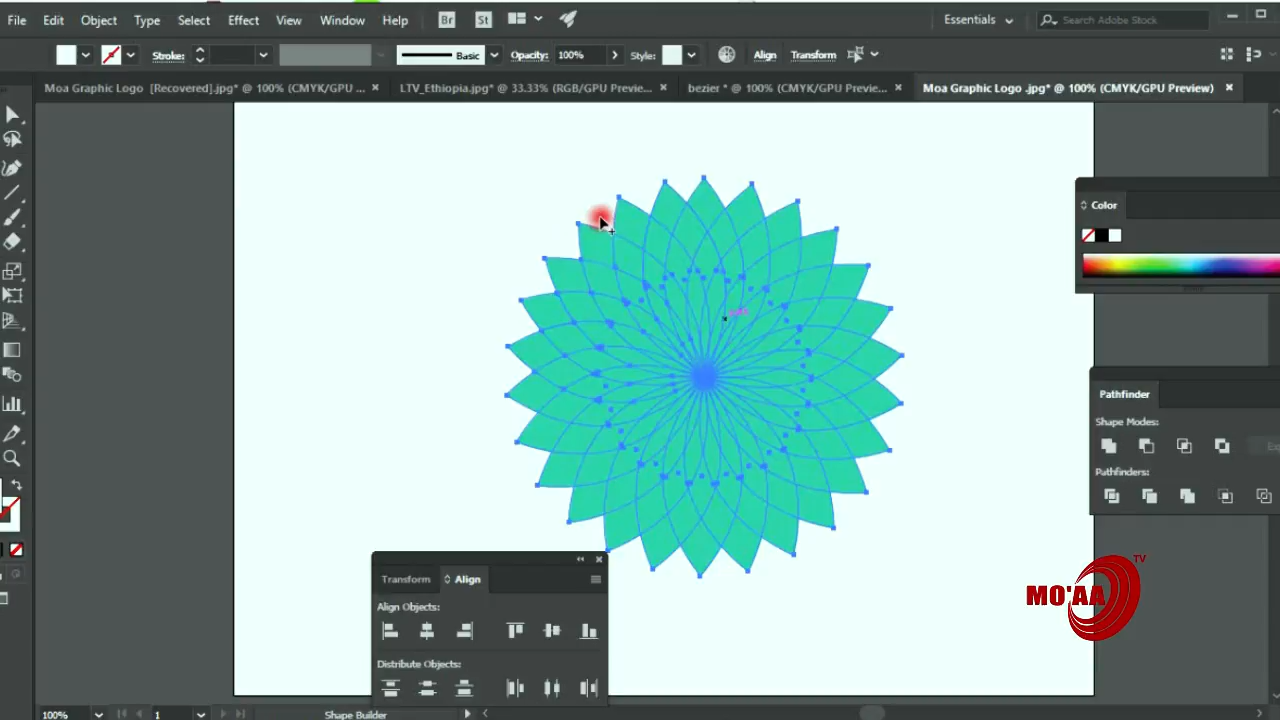 File Edit Object Type Select Effect View Window Help Br St Essentials Search Adobe Stock
Stroke: Basic Opacity: 100% Style: Align Transform
Moa Graphic Logo [Recovered].jpg* @ 100% (CMYK/GPU ... × LTV_Ethiopia.jpg* @ 33.33% (RGB/GPU Previe... × bezier * @ 100% (CMYK/GPU Previe... × Moa Graphic Logo .jpg* @ 100% (CMYK/GPU Preview) ×
Color
Pathfinder
Shape Modes:
Pathfinders:
Transform Align
Align Objects:
Distribute Objects:
MO'AA TV
100% 1 Shape Builder